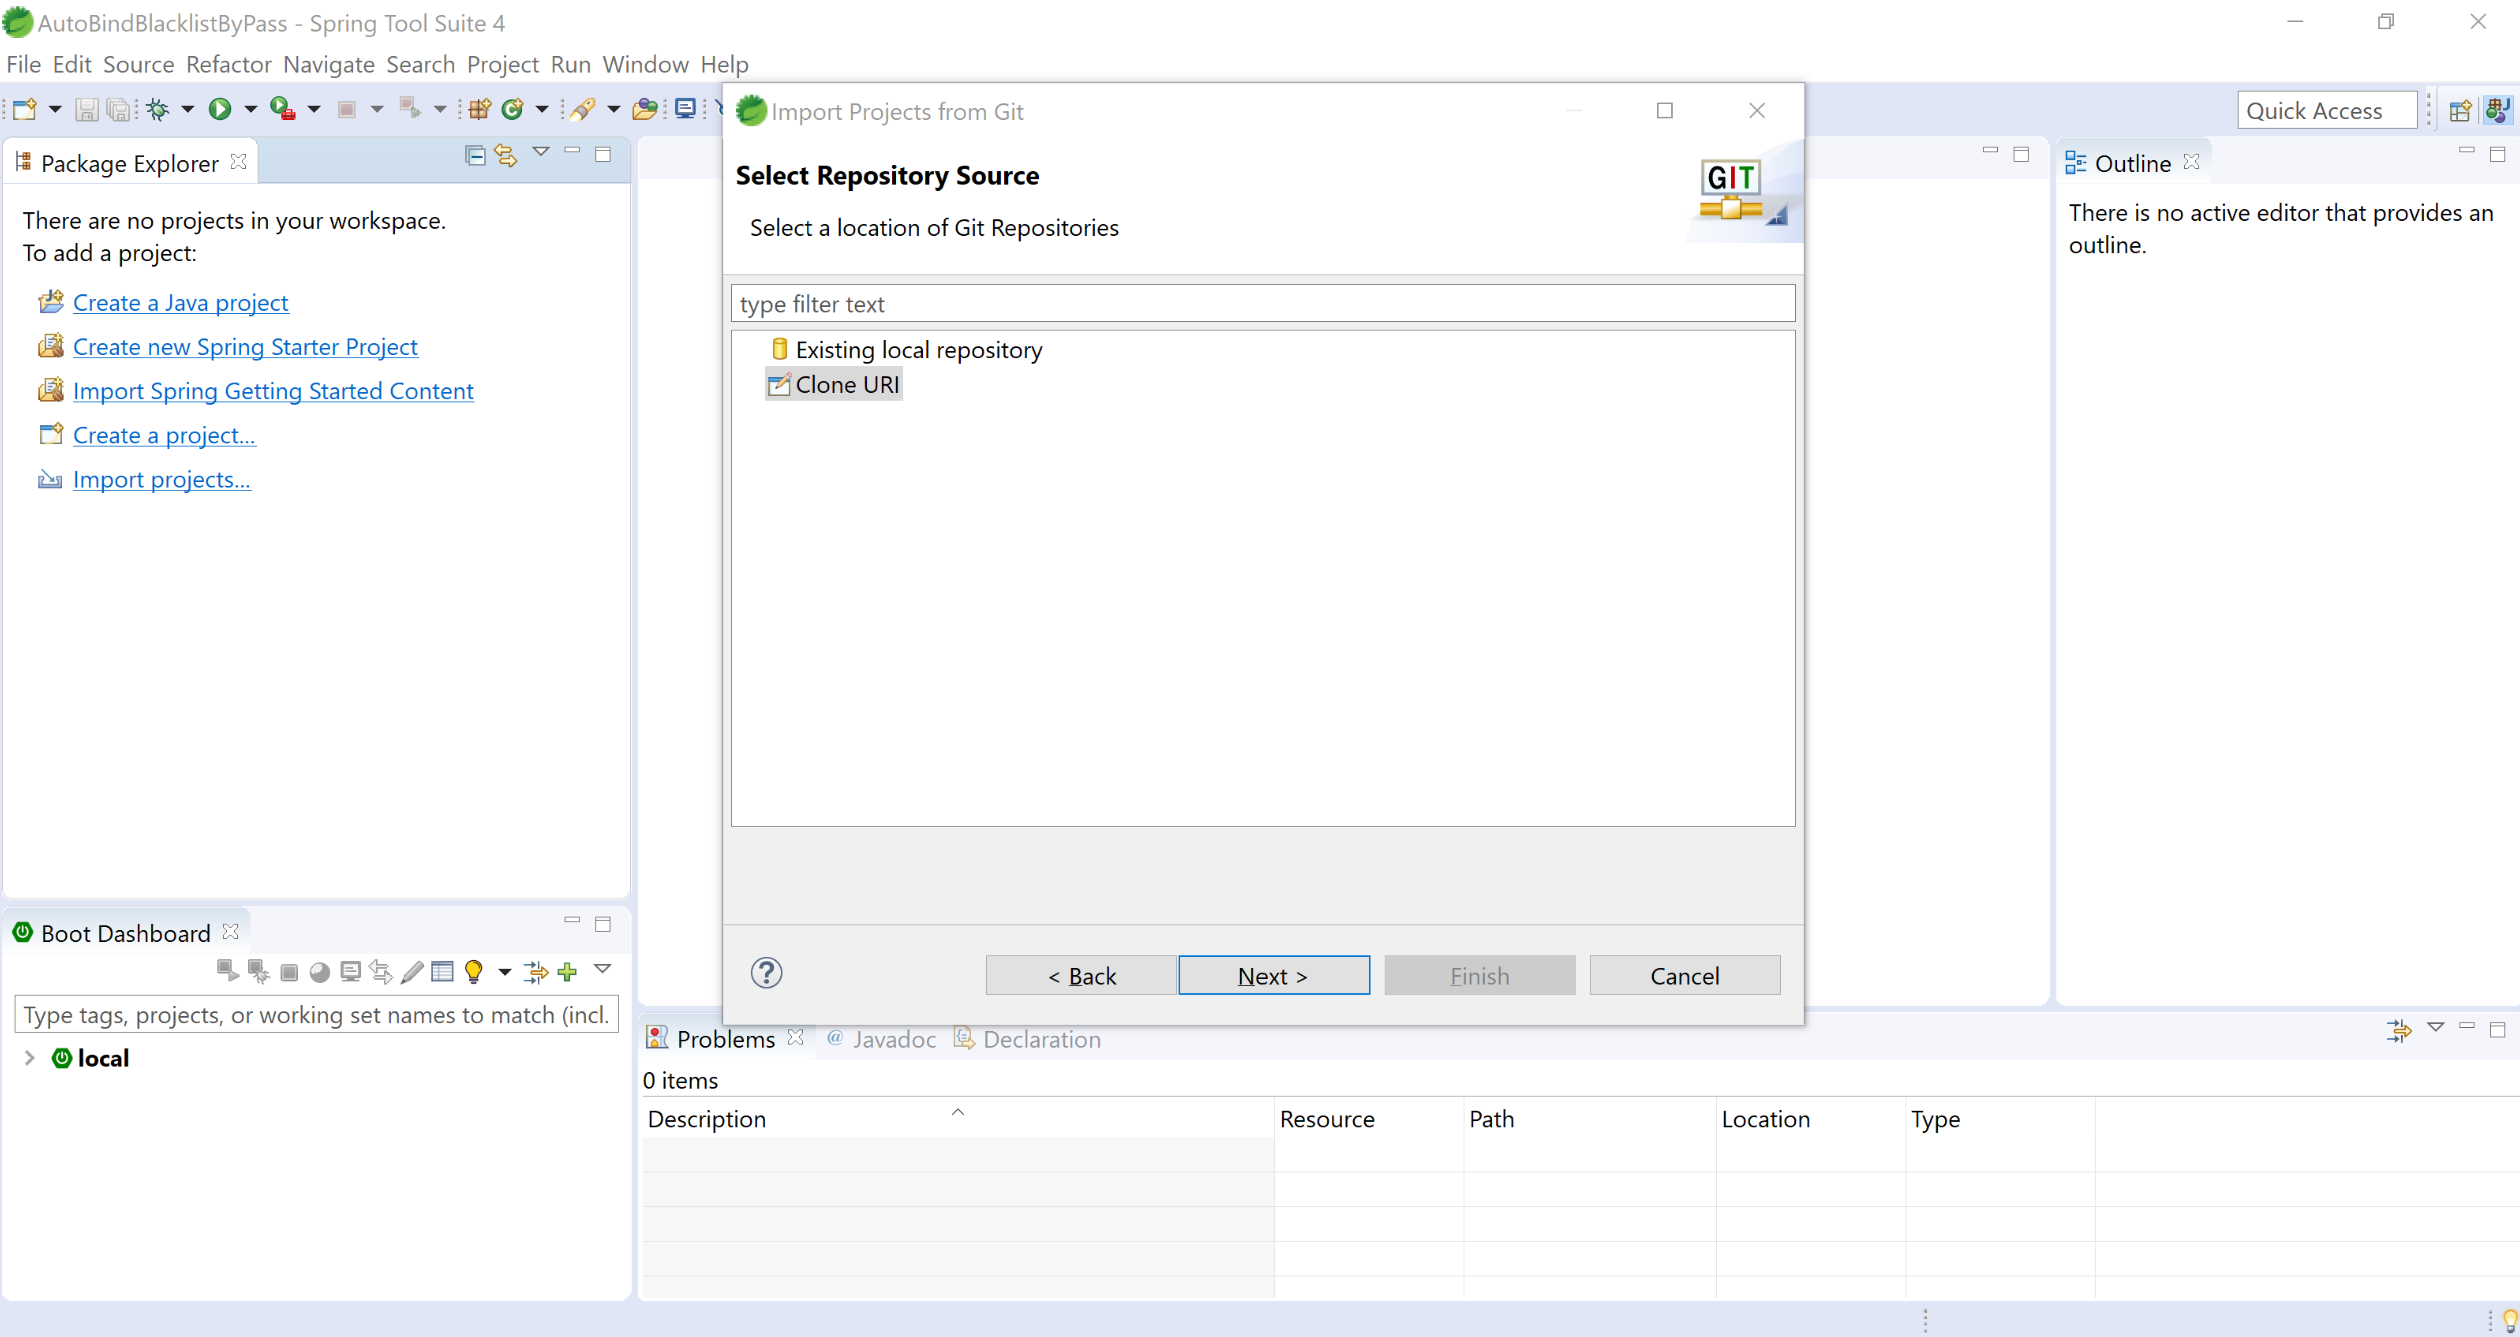 AutoBindBlacklistByPass - Spring Tool Suite 4
File Edit Source Refactor Navigate Search Project Run Window Help
Quick Access
Package Explorer
There are no projects in your workspace.
To add a project:
Create a Java project
Create new Spring Starter Project
Import Spring Getting Started Content
Create a project...
Import projects...
Import Projects from Git
Select Repository Source
Select a location of Git Repositories
GIT
type filter text
Existing local repository
Clone URI
< Back
Next >
Finish
Cancel
Outline
There is no active editor that provides an
outline.
Boot Dashboard
Type tags, projects, or working set names to match (incl.
local
Problems
@ Javadoc
Declaration
0 items
Description Resource Path Location Type